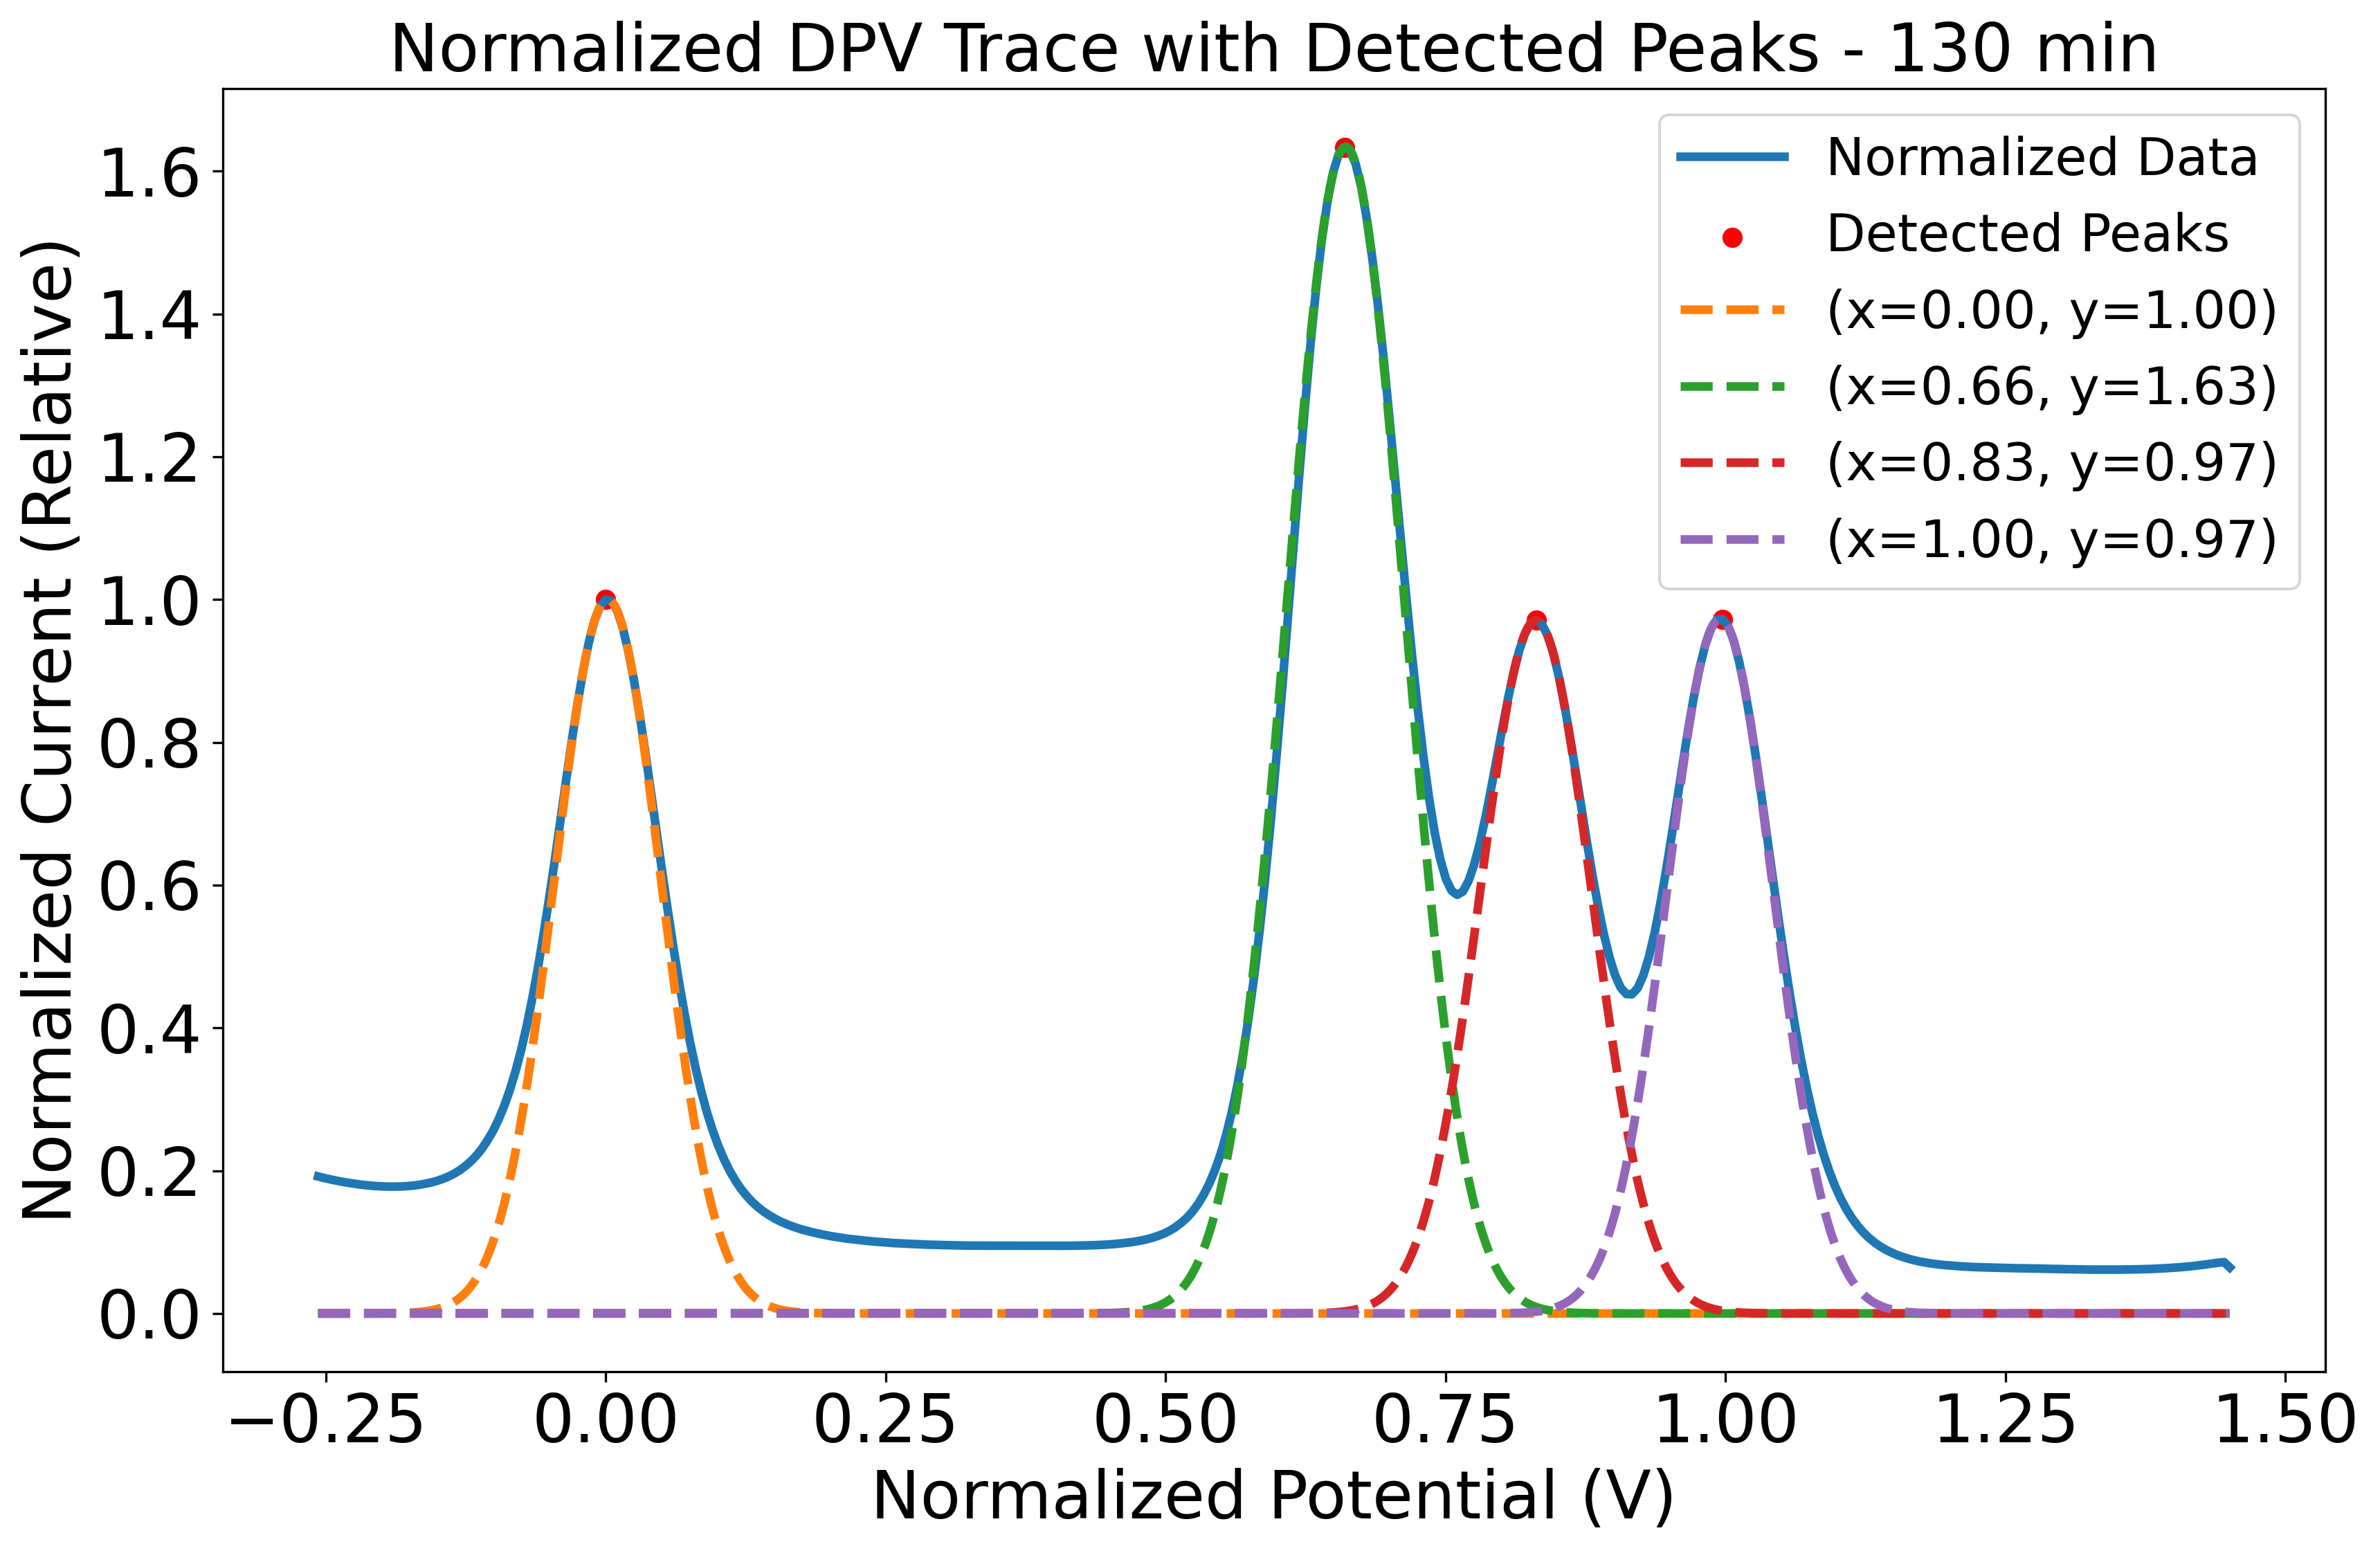 Normalized DPV Trace with Detected Peaks - 130 min
Normalized Current (Relative)
1.6
1.4
1.2
1.0
0.8
0.6
0.4
0.2
0.0
Normalized Data
Detected Peaks
(x=0.00, y=1.00)
(x=0.66, y=1.63)
(x=0.83, y=0.97)
(x=1.00, y=0.97)
−0.25 0.00 0.25 0.50 0.75 1.00 1.25 1.50
Normalized Potential (V)